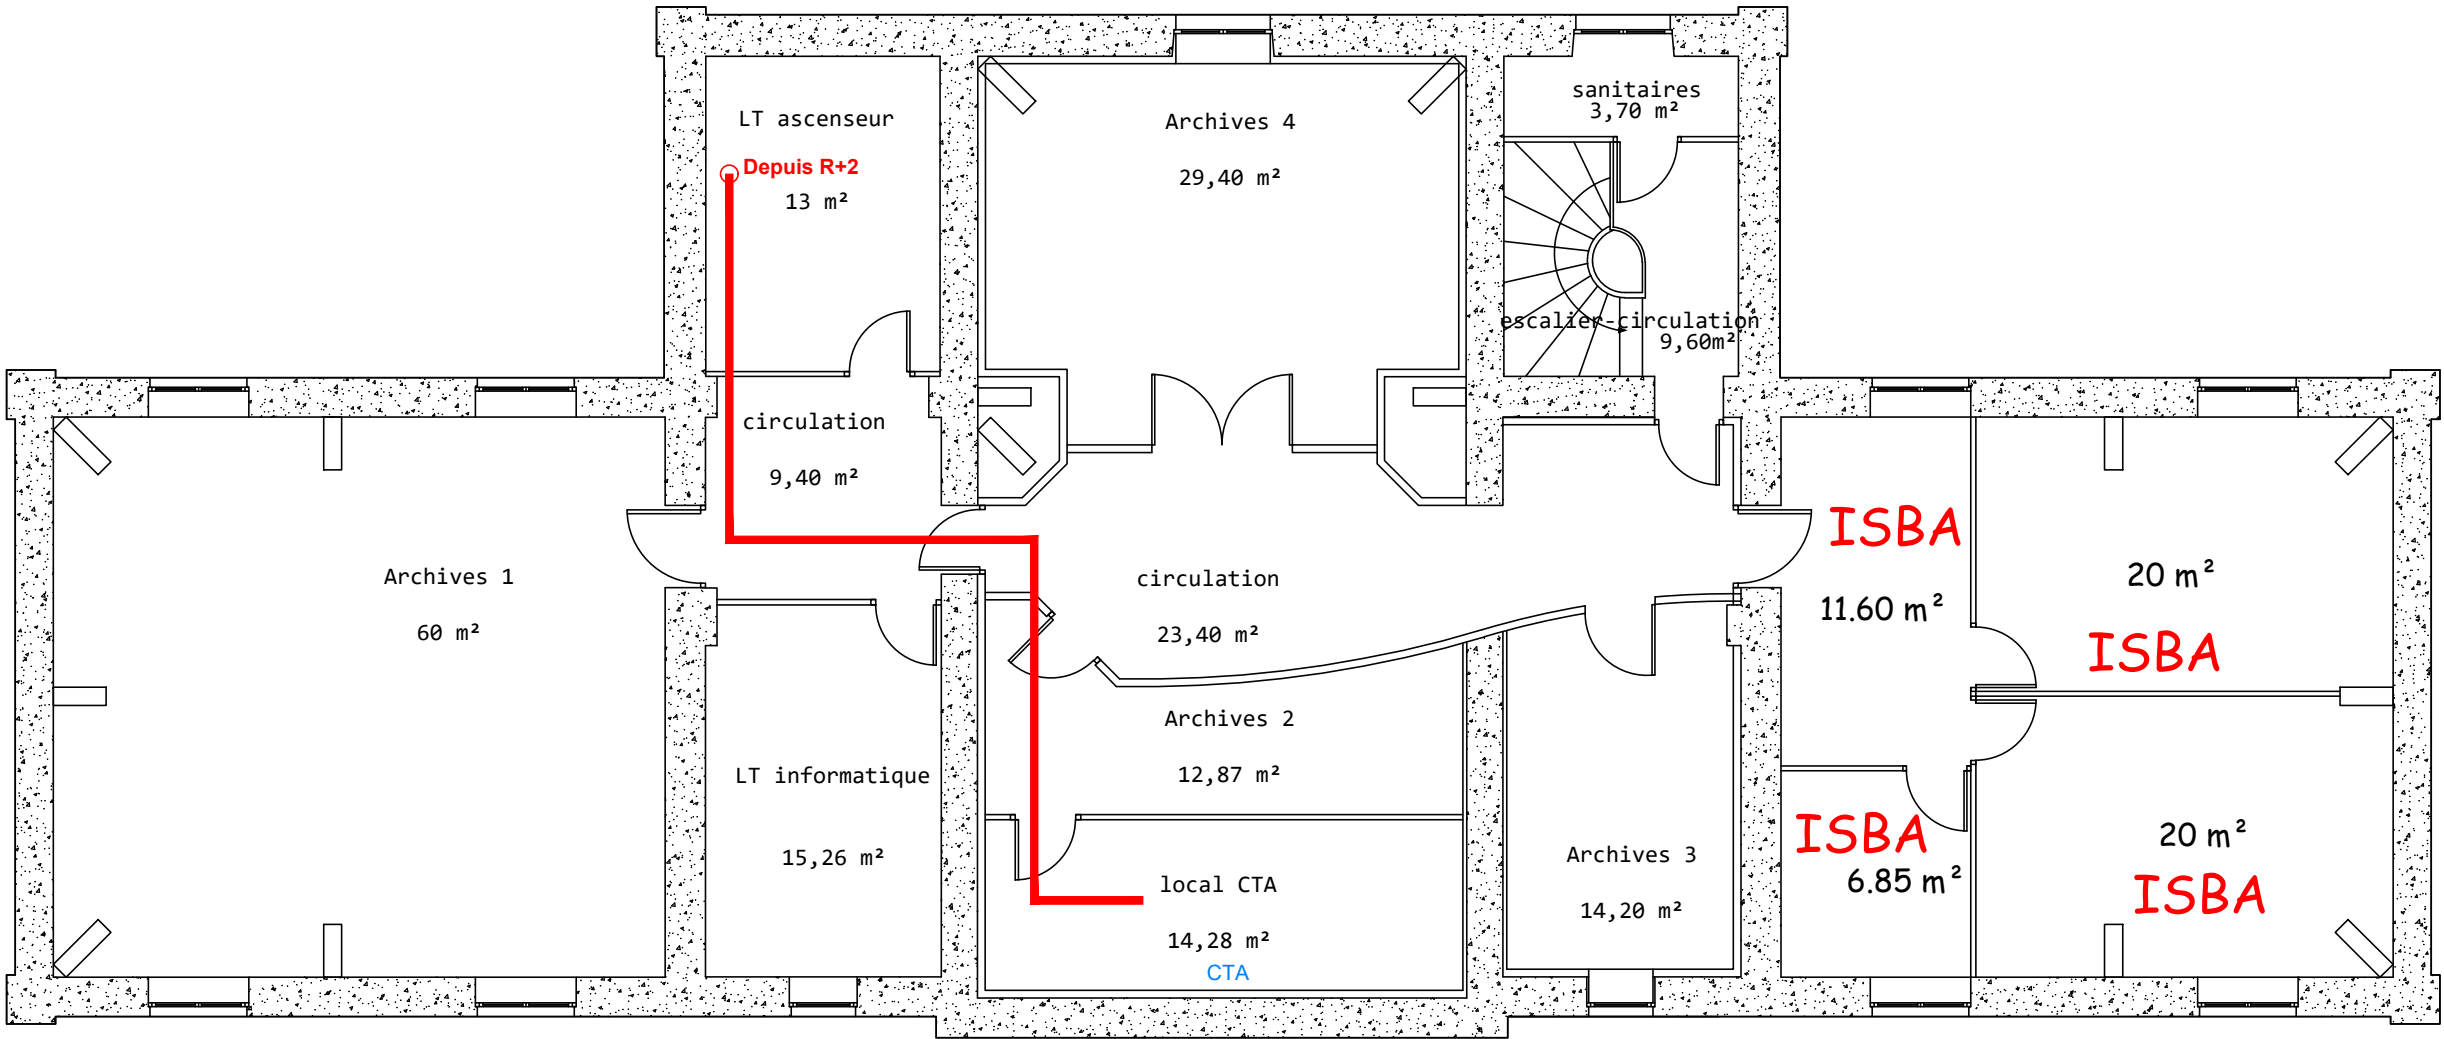 sanitaires
3,70 m²
LT ascenseur
Depuis R+2
13 m²
Archives 4
29,40 m²
escalier-circulation
9,60m²
circulation
9,40 m²
Archives 1
60 m²
circulation
23,40 m²
ISBA
11.60 m²
20 m²
ISBA
Archives 2
12,87 m²
LT informatique
15,26 m²
local CTA
14,28 m²
CTA
Archives 3
14,20 m²
ISBA
6.85 m²
20 m²
ISBA